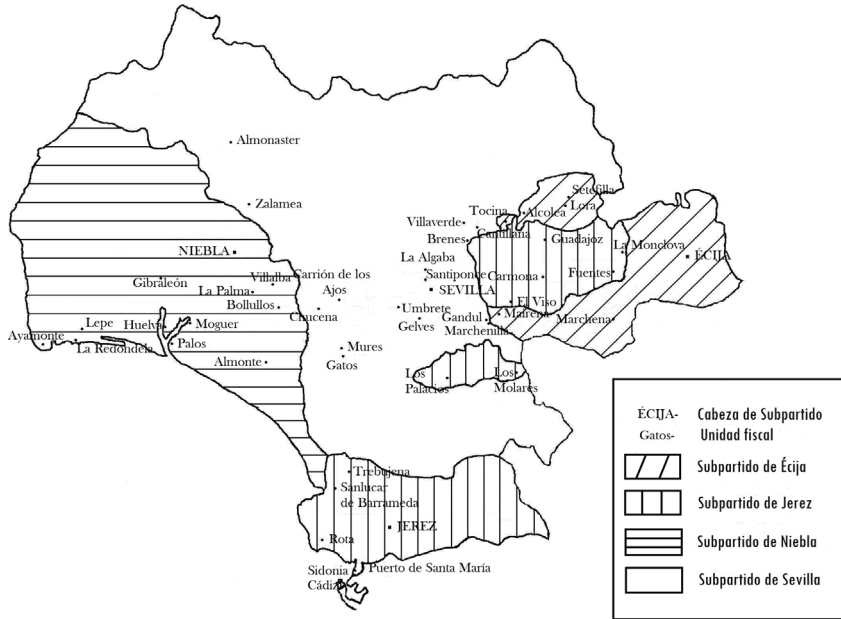 Almonaster
Zalamea
NIEBLA
Gibraleón
Villalba
La Palma
Bollullos
Carrión de los
Ajos
Chucena
Lepe
Huelva
Moguer
Ayamonte
La Redondela
Palos
Almonte
Mures
Gatos
Setefilla
Lora
Tocina
Alcolea
Villaverde
Cantillana
Brenes
Guadajoz
La Monclova
ÉCIJA
La Algaba
Santiponce
SEVILLA
Carmona
Fuentes
El Viso
Umbrete
Gelves
Gandul
Mairena
Marchenilla
Marchena
Los
Palacios
Los
Molares
Trebujena
Sanlucar
de Barrameda
JEREZ
Rota
Sidonia
Cádiz
Puerto de Santa María
ÉCIJA- Cabeza de Subpartido
Gatos- Unidad fiscal
Subpartido de Écija
Subpartido de Jerez
Subpartido de Niebla
Subpartido de Sevilla